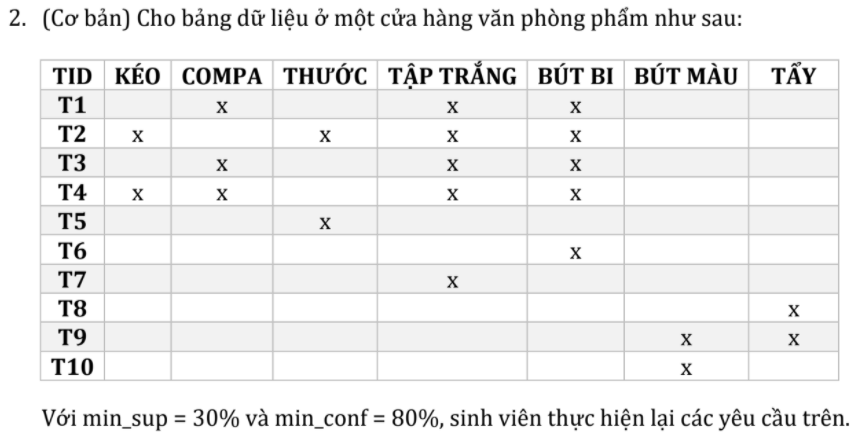 2. (Cơ bản) Cho bảng dữ liệu ở một cửa hàng văn phòng phẩm như sau:
TID KÉO COMPA THƯỚC TẬP TRẮNG BÚT BI BÚT MÀU TẨY
T1 x x x
T2 x x x x
T3 x x x
T4 x x x x
T5 x
T6 x
T7 x
T8 x
T9 x x
T10 x
Với min_sup = 30% và min_conf = 80%, sinh viên thực hiện lại các yêu cầu trên.